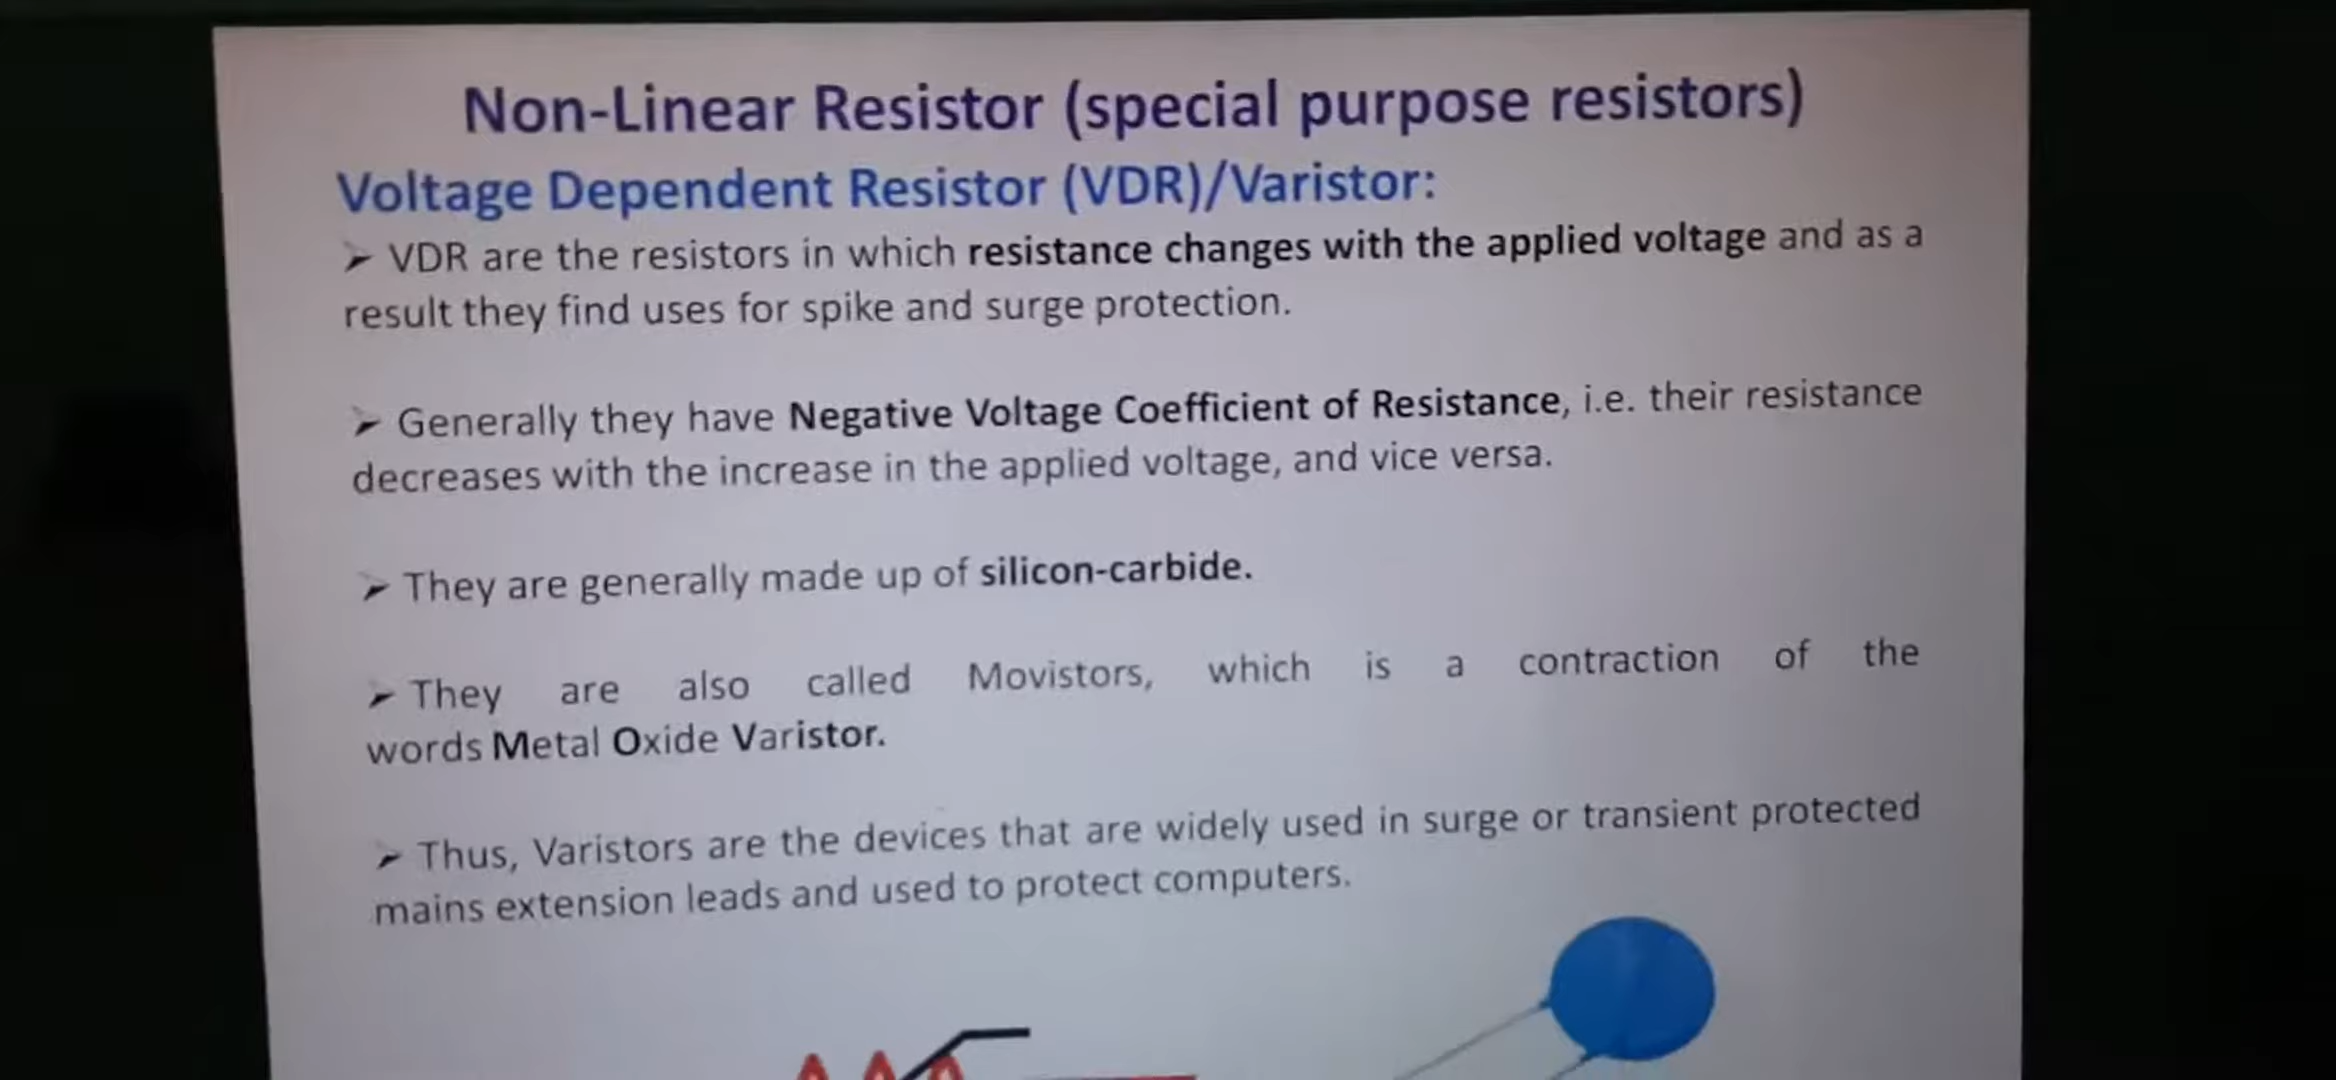 Non-Linear Resistor (special purpose resistors)
Voltage Dependent Resistor (VDR)/Varistor:
➢ VDR are the resistors in which resistance changes with the applied voltage and as a
result they find uses for spike and surge protection.
➢ Generally they have Negative Voltage Coefficient of Resistance, i.e. their resistance
decreases with the increase in the applied voltage, and vice versa.
➢ They are generally made up of silicon-carbide.
➢ They are also called Movistors, which is a contraction of the
words Metal Oxide Varistor.
➢ Thus, Varistors are the devices that are widely used in surge or transient protected
mains extension leads and used to protect computers.